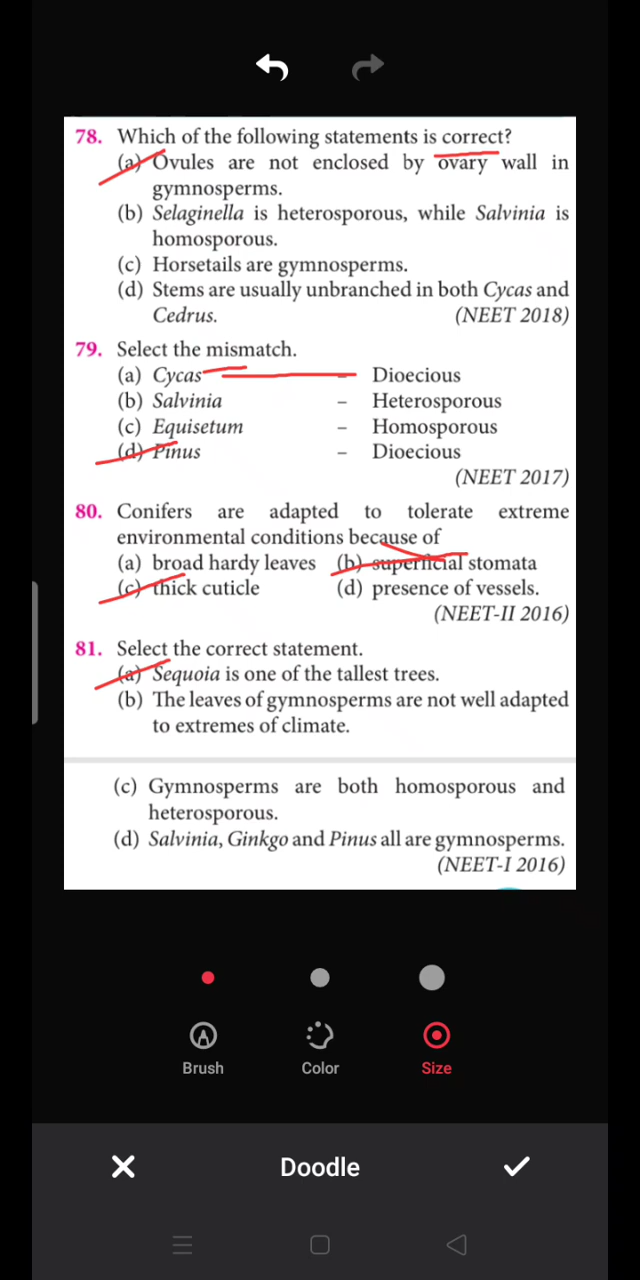 78. Which of the following statements is correct?
(a) Ovules are not enclosed by ovary wall in
gymnosperms.
(b) Selaginella is heterosporous, while Salvinia is
homosporous.
(c) Horsetails are gymnosperms.
(d) Stems are usually unbranched in both Cycas and
Cedrus. (NEET 2018)
79. Select the mismatch.
(a) Cycas – Dioecious
(b) Salvinia – Heterosporous
(c) Equisetum – Homosporous
(d) Pinus – Dioecious
(NEET 2017)
80. Conifers are adapted to tolerate extreme
environmental conditions because of
(a) broad hardy leaves (b) superficial stomata
(c) thick cuticle (d) presence of vessels.
(NEET-II 2016)
81. Select the correct statement.
(a) Sequoia is one of the tallest trees.
(b) The leaves of gymnosperms are not well adapted
to extremes of climate.
(c) Gymnosperms are both homosporous and
heterosporous.
(d) Salvinia, Ginkgo and Pinus all are gymnosperms.
(NEET-I 2016)
Brush Color Size
Doodle